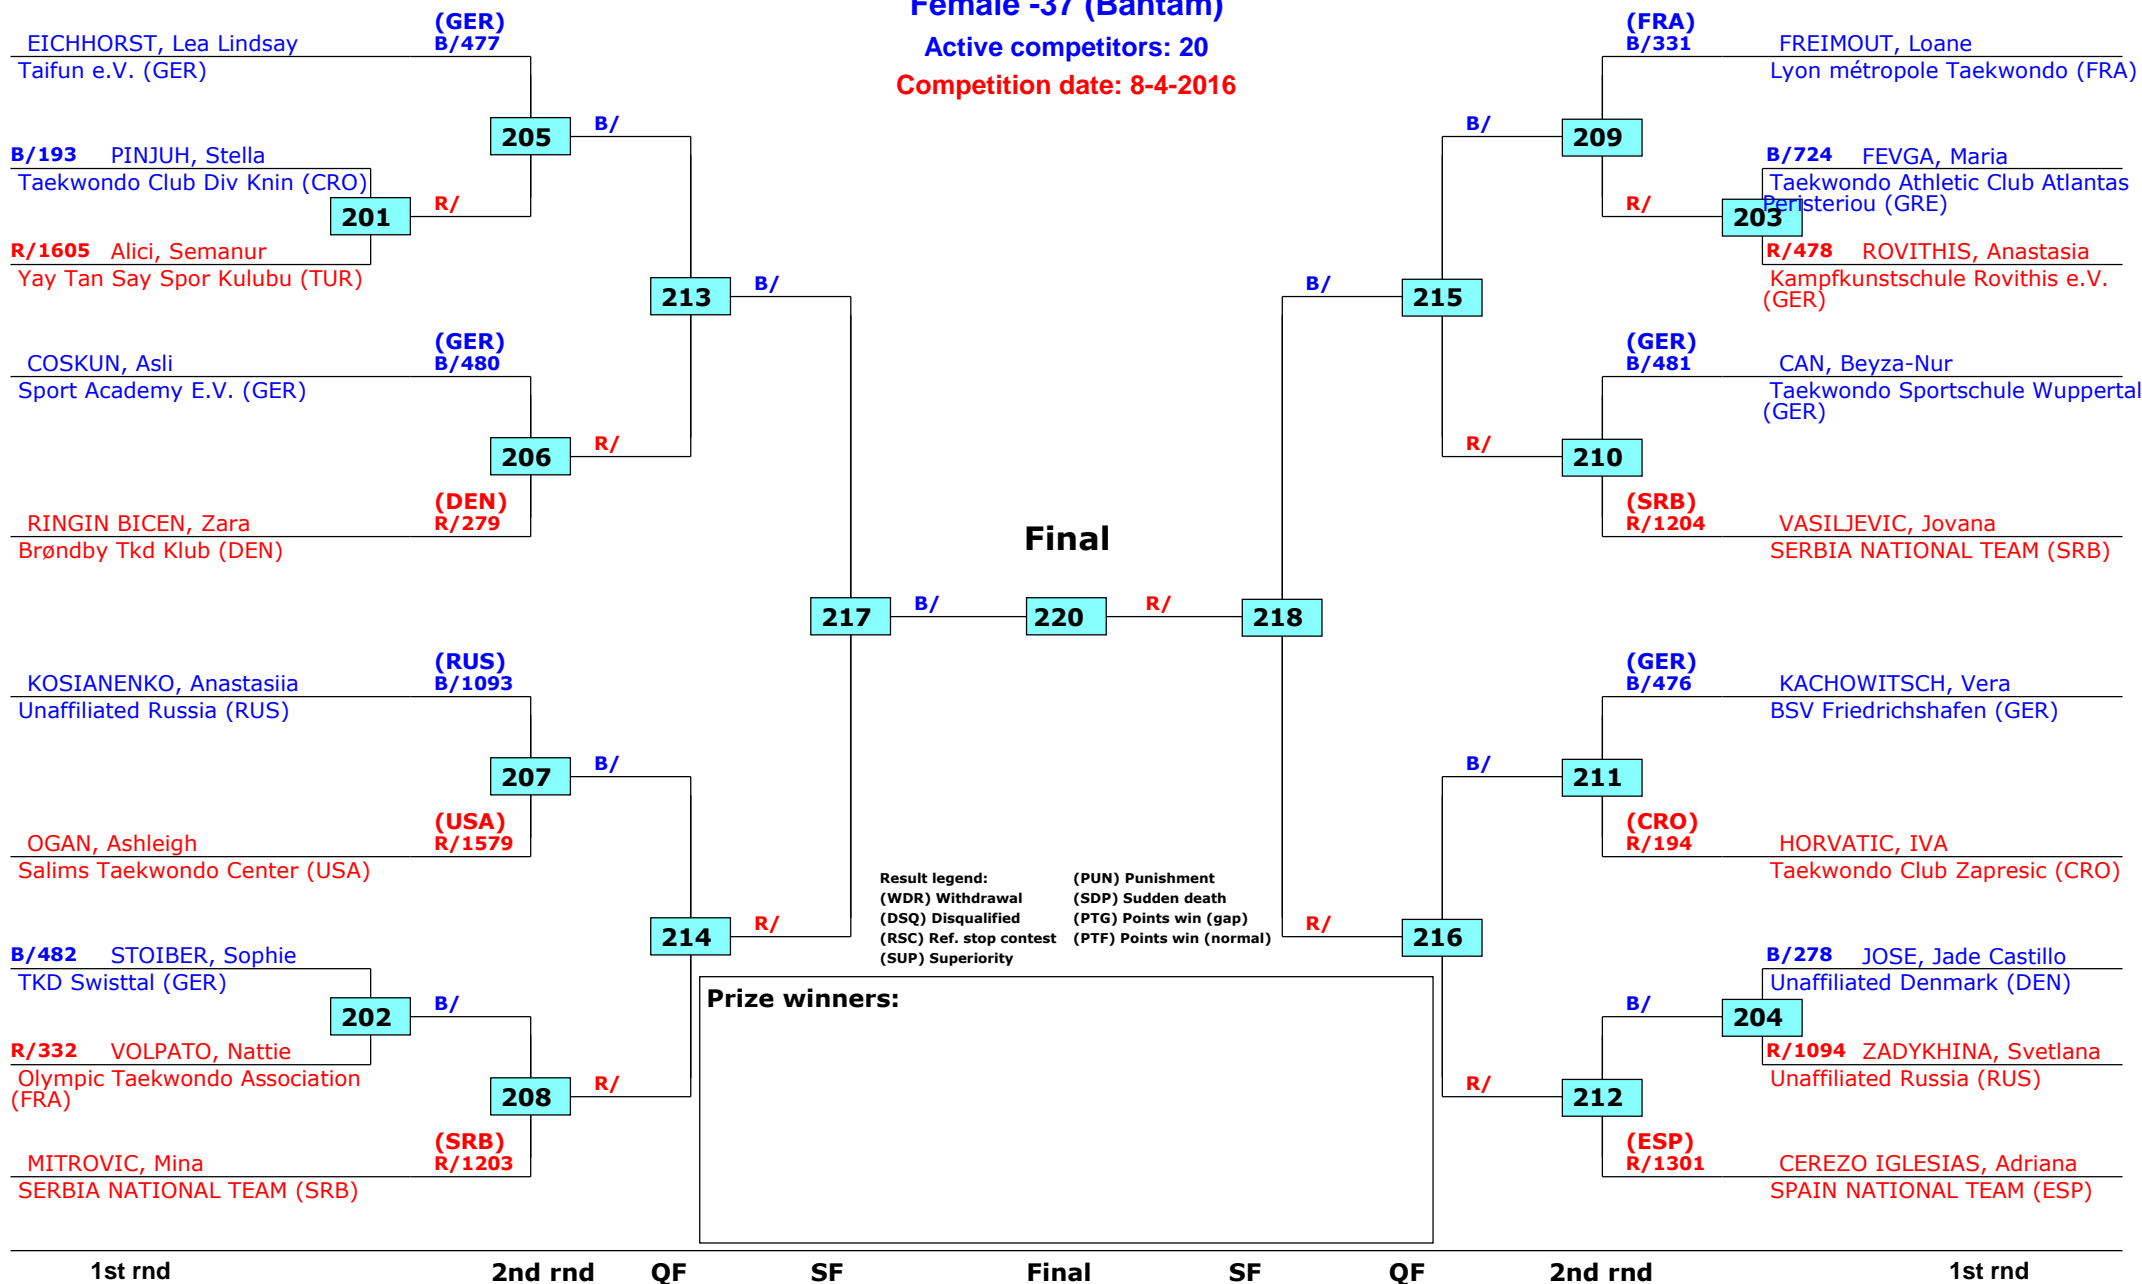 Female -37 (Bantam)
Active competitors: 20
Competition date: 8-4-2016
(GER)
EICHHORST, Lea Lindsay B/477
Taifun e.V. (GER)
205
B/
B/193 PINJUH, Stella
Taekwondo Club Div Knin (CRO)
201
R/
R/1605 Alici, Semanur
Yay Tan Say Spor Kulubu (TUR)
213
B/
(GER)
COSKUN, Asli B/480
Sport Academy E.V. (GER)
206
R/
(DEN)
RINGIN BICEN, Zara R/279
Brøndby Tkd Klub (DEN)
217
B/
(RUS)
KOSIANENKO, Anastasiia B/1093
Unaffiliated Russia (RUS)
207
B/
(USA)
OGAN, Ashleigh R/1579
Salims Taekwondo Center (USA)
214
R/
B/482 STOIBER, Sophie
TKD Swisttal (GER)
202
B/
R/332 VOLPATO, Nattie
Olympic Taekwondo Association
(FRA)
208
R/
(SRB)
MITROVIC, Mina R/1203
SERBIA NATIONAL TEAM (SRB)
Final
220
R/
218
(FRA)
B/331 FREIMOUT, Loane
Lyon métropole Taekwondo (FRA)
B/
209
B/724 FEVGA, Maria
Taekwondo Athletic Club Atlantas
Peristeriou (GRE)
R/
203
R/478 ROVITHIS, Anastasia
Kampfkunstschule Rovithis e.V.
(GER)
B/
215
(GER)
B/481 CAN, Beyza-Nur
Taekwondo Sportschule Wuppertal
(GER)
R/
210
(SRB)
R/1204 VASILJEVIC, Jovana
SERBIA NATIONAL TEAM (SRB)
(GER)
B/476 KACHOWITSCH, Vera
BSV Friedrichshafen (GER)
B/
211
(CRO)
R/194 HORVATIC, IVA
Taekwondo Club Zapresic (CRO)
R/
216
B/278 JOSE, Jade Castillo
Unaffiliated Denmark (DEN)
B/
204
R/1094 ZADYKHINA, Svetlana
Unaffiliated Russia (RUS)
R/
212
(ESP)
R/1301 CEREZO IGLESIAS, Adriana
SPAIN NATIONAL TEAM (ESP)
Result legend: (PUN) Punishment
(WDR) Withdrawal (SDP) Sudden death
(DSQ) Disqualified (PTG) Points win (gap)
(RSC) Ref. stop contest (PTF) Points win (normal)
(SUP) Superiority
Prize winners:
1st rnd 2nd rnd QF SF Final SF QF 2nd rnd 1st rnd